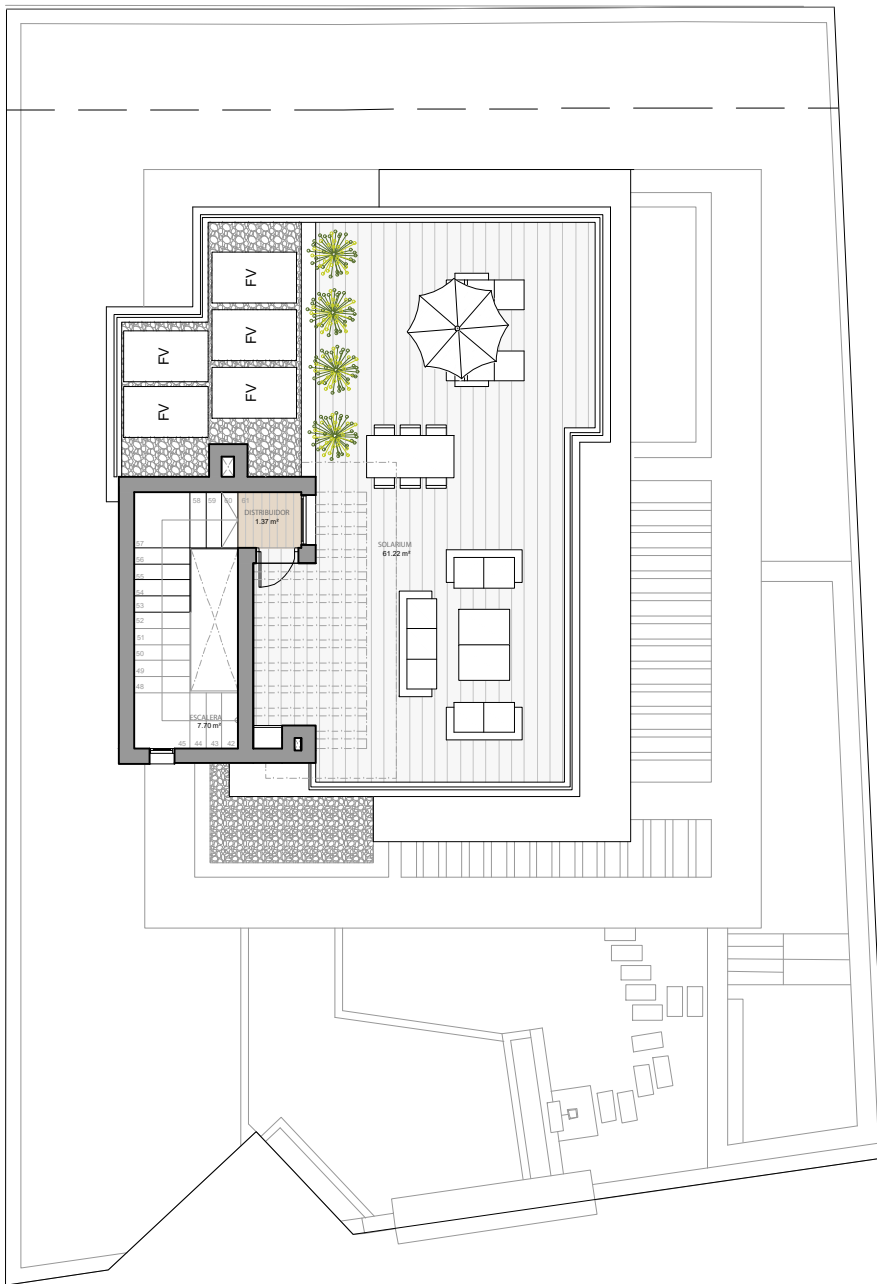 FV
FV
FV
FV
FV
58 59 60 61
DISTRIBUIDOR
1.37 m²
57
56
55
54
53
52
51
50
49
48
SOLARIUM
61.22 m²
ESCALERA
7.70 m²
45 44 43 42